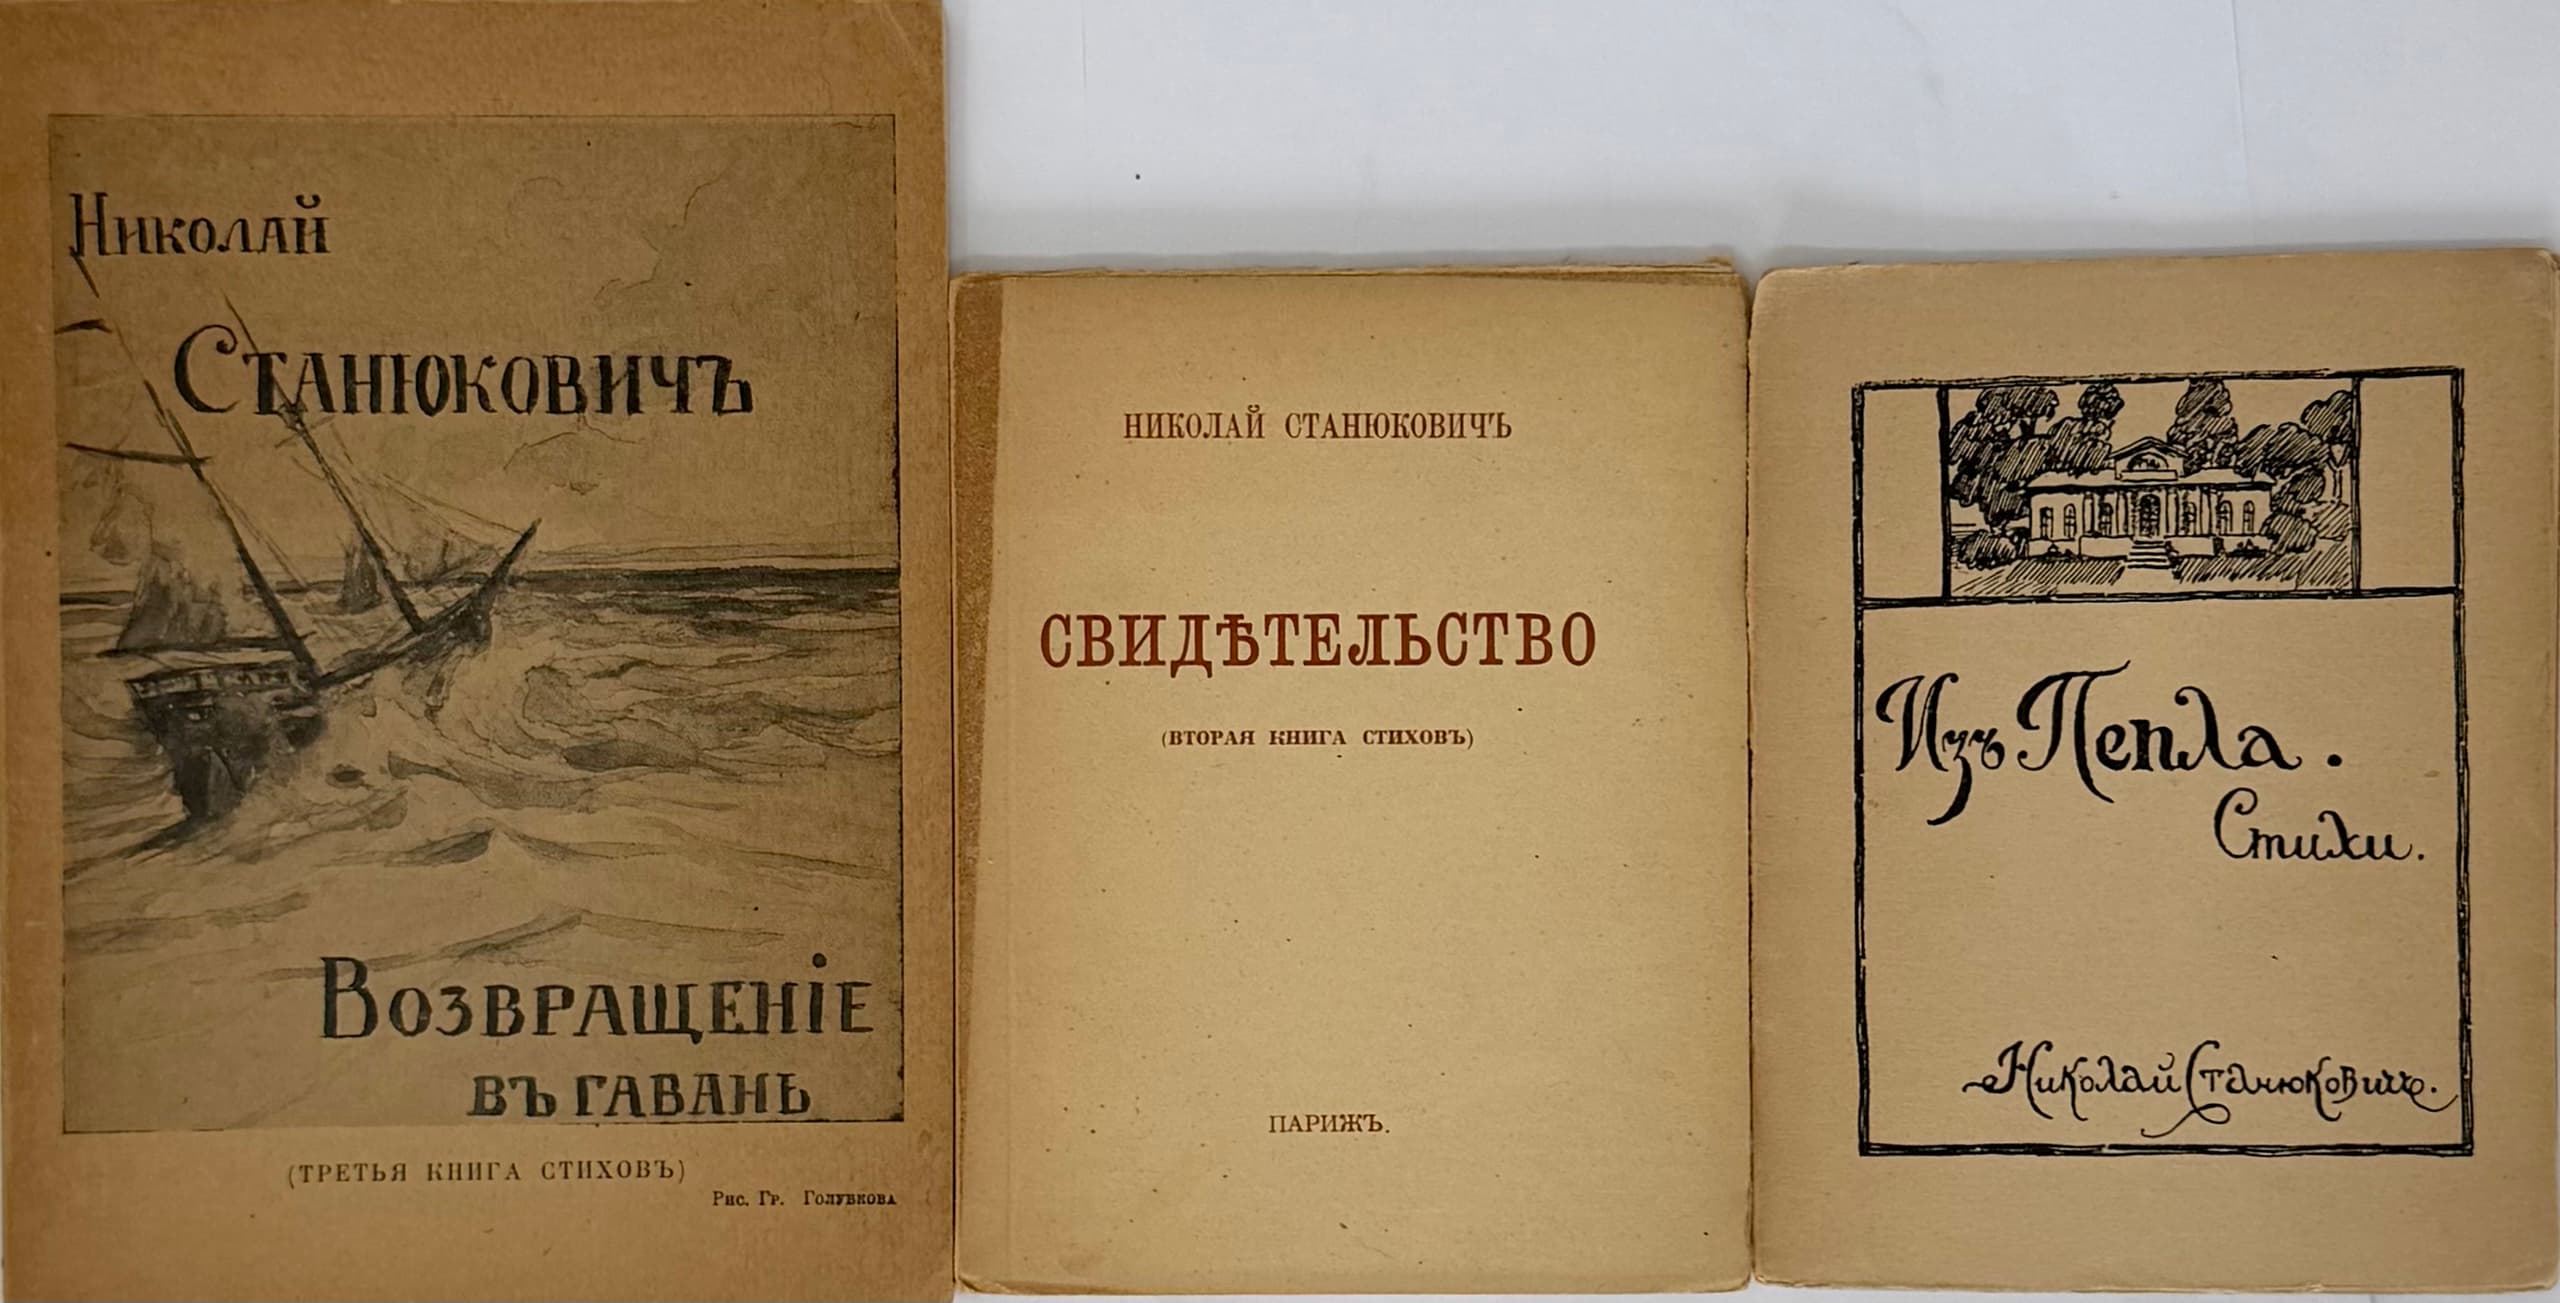 Николай
Станюковичъ
Возвращеніе
въ гавань
(ТРЕТЬЯ КНИГА СТИХОВЪ)
Рис. Гр. Голубкова
НИКОЛАЙ СТАНЮКОВИЧЪ
СВИДѢТЕЛЬСТВО
(ВТОРАЯ КНИГА СТИХОВЪ)
ПАРИЖЪ.
Изъ Пепла.
Стихи.
Николай Станюковичъ.